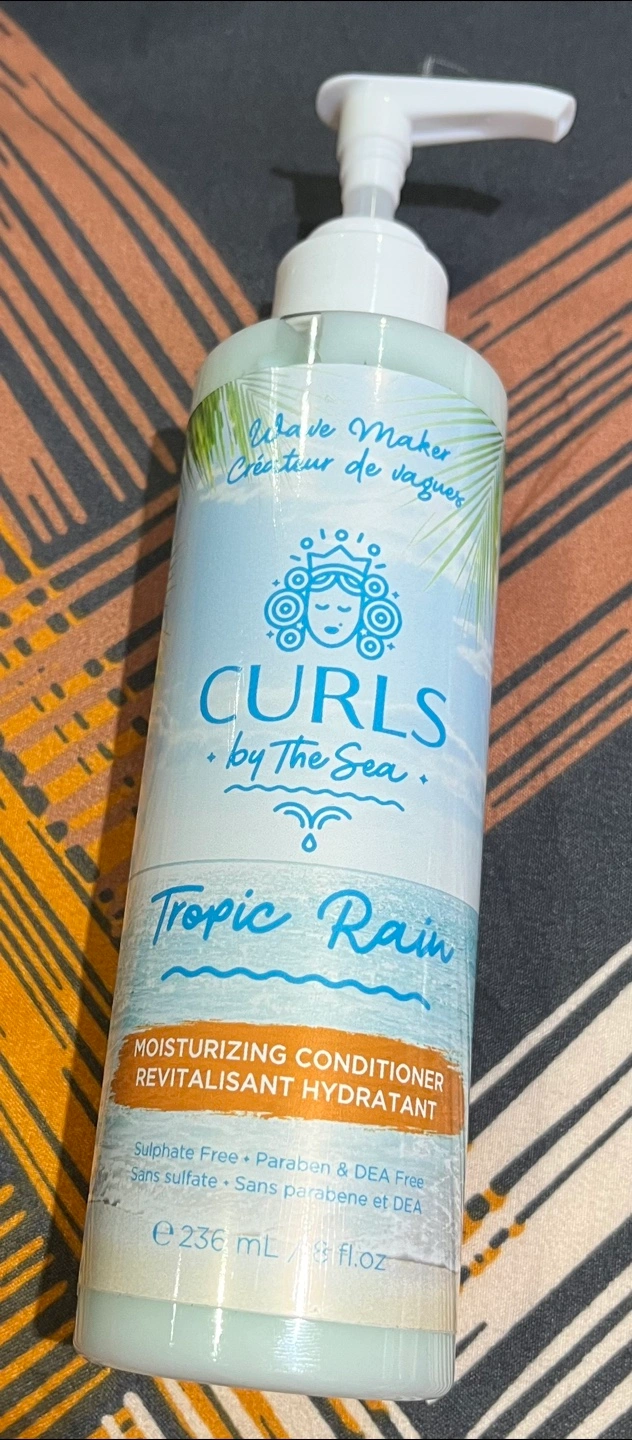 Wave Maker
Créateur de vagues
CURLS
by The Sea
Tropic Rain
MOISTURIZING CONDITIONER
REVITALISANT HYDRATANT
Sulphate Free • Paraben & DEA Free
Sans sulfate • Sans parabene et DEA
℮ 236 mL / 8 fl.oz